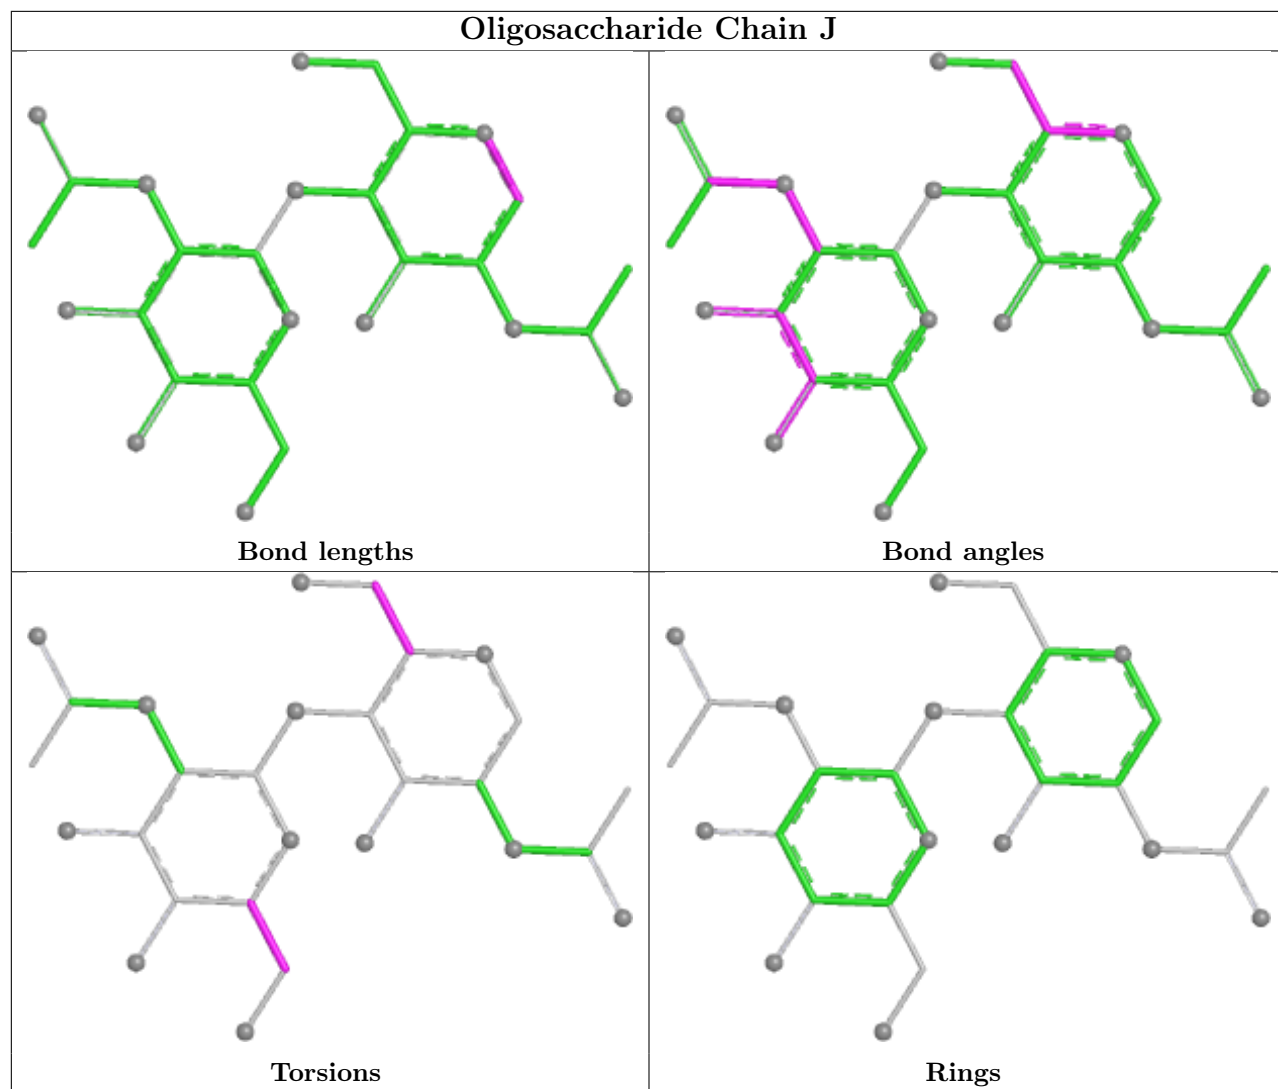 Oligosaccharide Chain J
Bond lengths
Bond angles
Torsions
Rings